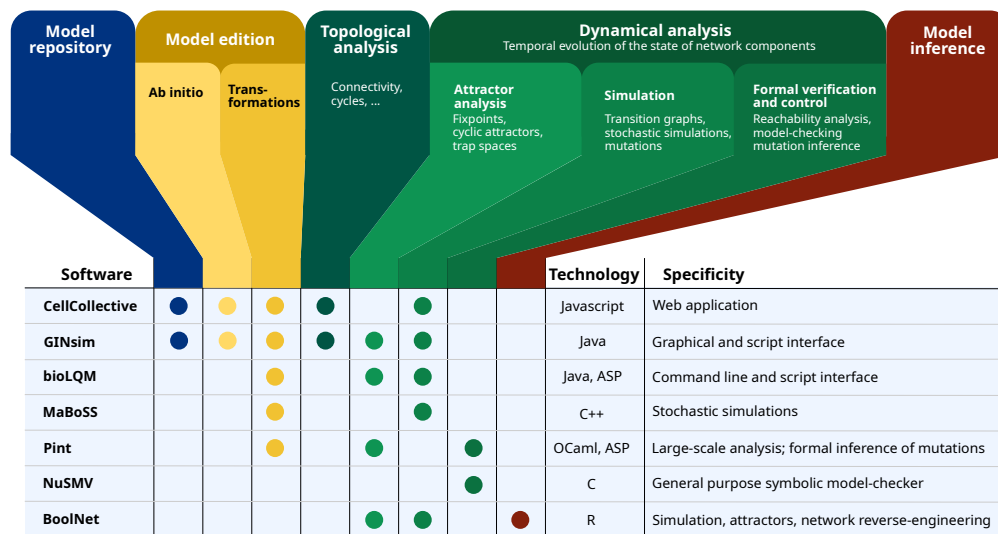 Model
repository
Model edition
Topological
analysis
Dynamical analysis
Temporal evolution of the state of network components
Model
inference
Ab initio
Trans-
formations
Connectivity,
cycles, ...
Attractor
analysis
Fixpoints,
cyclic attractors,
trap spaces
Simulation
Transition graphs,
stochastic simulations,
mutations
Formal verification
and control
Reachability analysis,
model-checking
mutation inference
Software Technology Specificity
CellCollective Javascript Web application
GINsim Java Graphical and script interface
bioLQM Java, ASP Command line and script interface
MaBoSS C++ Stochastic simulations
Pint OCaml, ASP Large-scale analysis; formal inference of mutations
NuSMV C General purpose symbolic model-checker
BoolNet R Simulation, attractors, network reverse-engineering